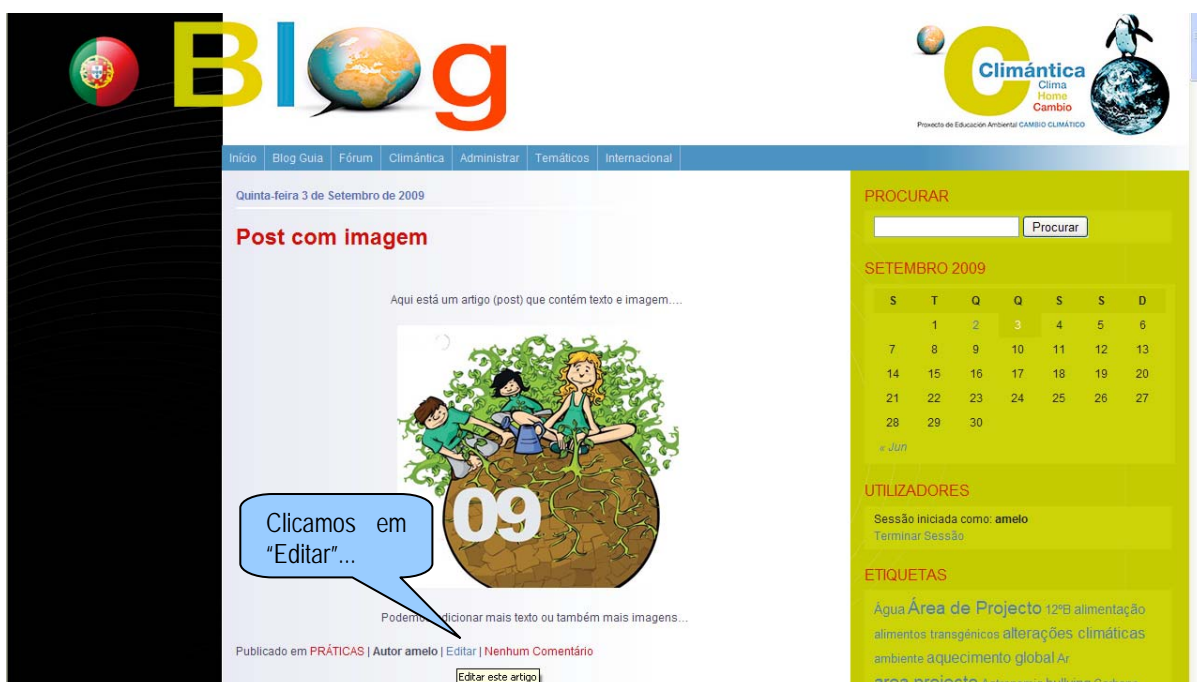 Blog
Climántica
Clima
Home
Cambio
Proxecto de Educación Ambiental CAMBIO CLIMÁTICO
Início Blog Guia Fórum Climántica Administrar Temáticos Internacional
Quinta-feira 3 de Setembro de 2009
Post com imagem
Aqui está um artigo (post) que contém texto e imagem....
09
Clicamos em
“Editar”...
Podemos adicionar mais texto ou também mais imagens...
Publicado em PRÁTICAS | Autor amelo | Editar | Nenhum Comentário
Editar este artigo
PROCURAR
Procurar
SETEMBRO 2009
S T Q Q S S D
1 2 3 4 5 6
7 8 9 10 11 12 13
14 15 16 17 18 19 20
21 22 23 24 25 26 27
28 29 30
« Jun
UTILIZADORES
Sessão iniciada como: amelo
Terminar Sessão
ETIQUETAS
Água Área de Projecto 12ºB alimentação
alimentos transgénicos alterações climáticas
ambiente aquecimento global Ar
area projecto